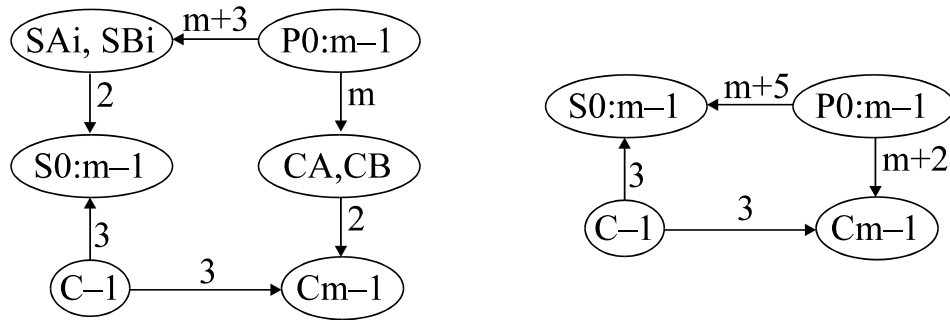 SAi, SBi
m+3
P0:m–1
2
m
S0:m–1
CA,CB
3
2
C–1
3
Cm–1
S0:m–1
m+5
P0:m–1
3
m+2
C–1
3
Cm–1